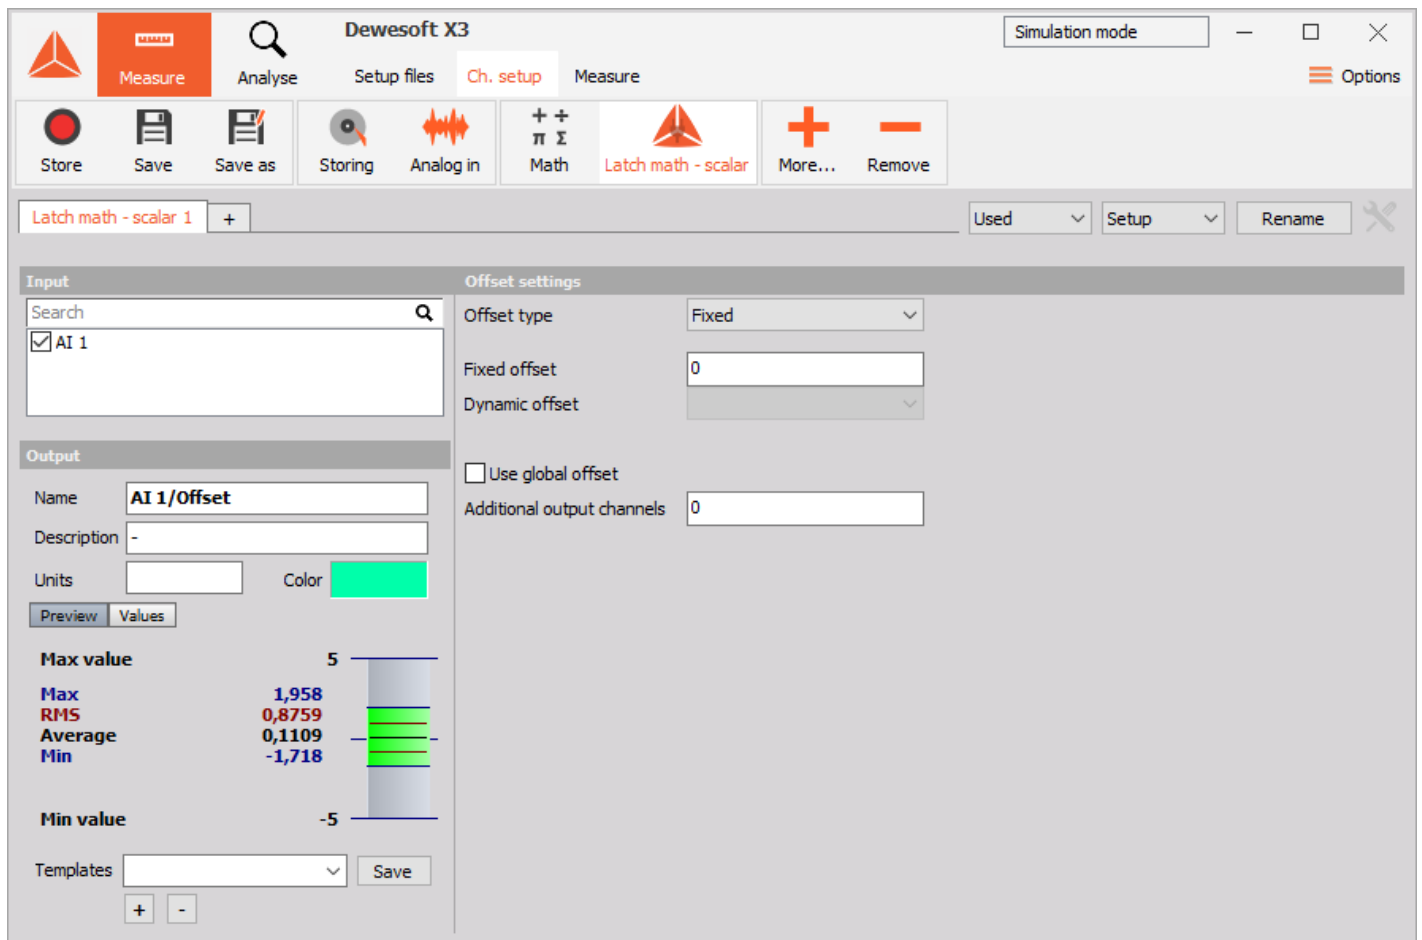 Dewesoft X3
Simulation mode
Measure
Analyse
Setup files
Ch. setup
Measure
Options
Store
Save
Save as
Storing
Analog in
+ ÷
π Σ
Math
Latch math - scalar
More...
Remove
Latch math - scalar 1
+
Used
Setup
Rename
Input
Search
AI 1
Output
Name AI 1/Offset
Description -
Units
Color
Preview
Values
Max value 5
Max 1,958
RMS 0,8759
Average 0,1109
Min -1,718
Min value -5
Templates
Save
+
-
Offset settings
Offset type Fixed
Fixed offset 0
Dynamic offset
Use global offset
Additional output channels 0